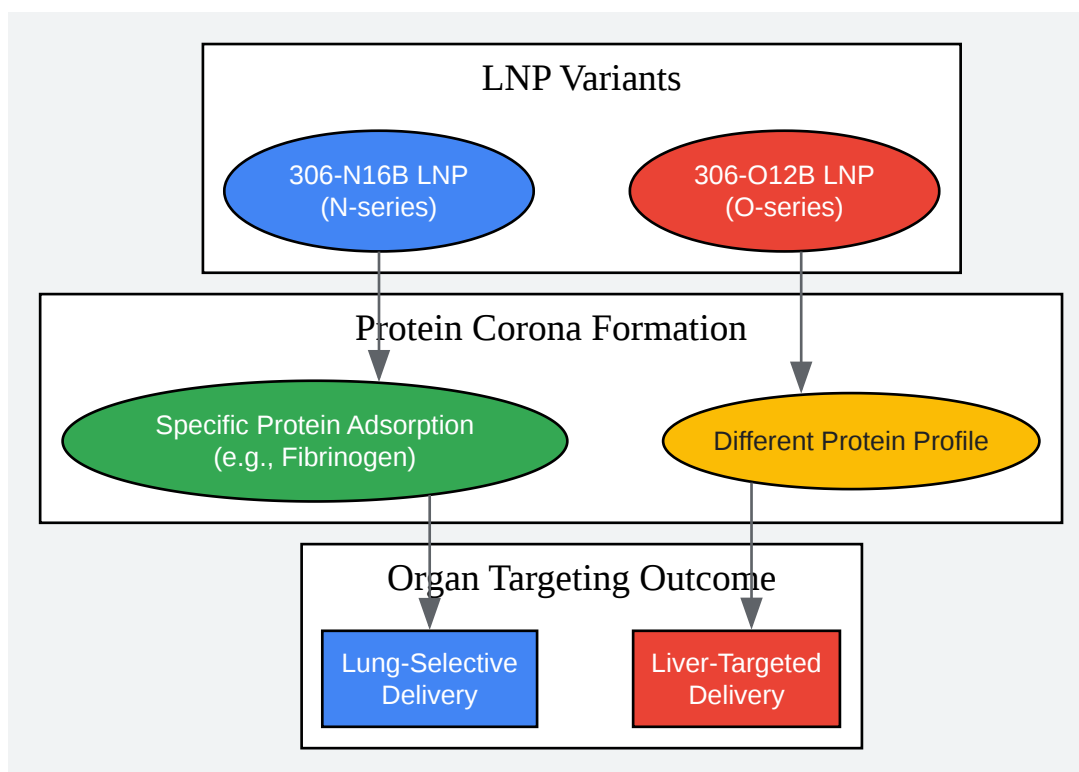 LNP Variants
306-N16B LNP
(N-series)
306-O12B LNP
(O-series)
Protein Corona Formation
Specific Protein Adsorption
(e.g., Fibrinogen)
Different Protein Profile
Organ Targeting Outcome
Lung-Selective
Delivery
Liver-Targeted
Delivery